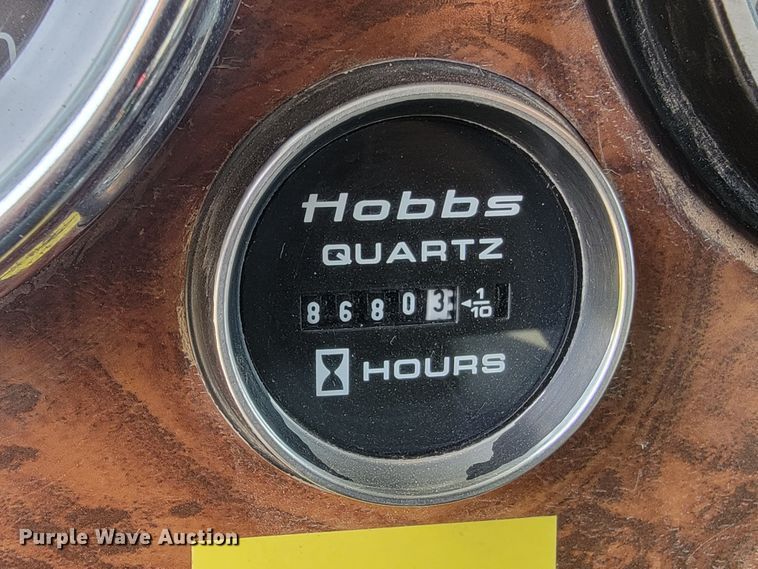 Hobbs
QUARTZ
86803 1/10
HOURS
Purple Wave Auction